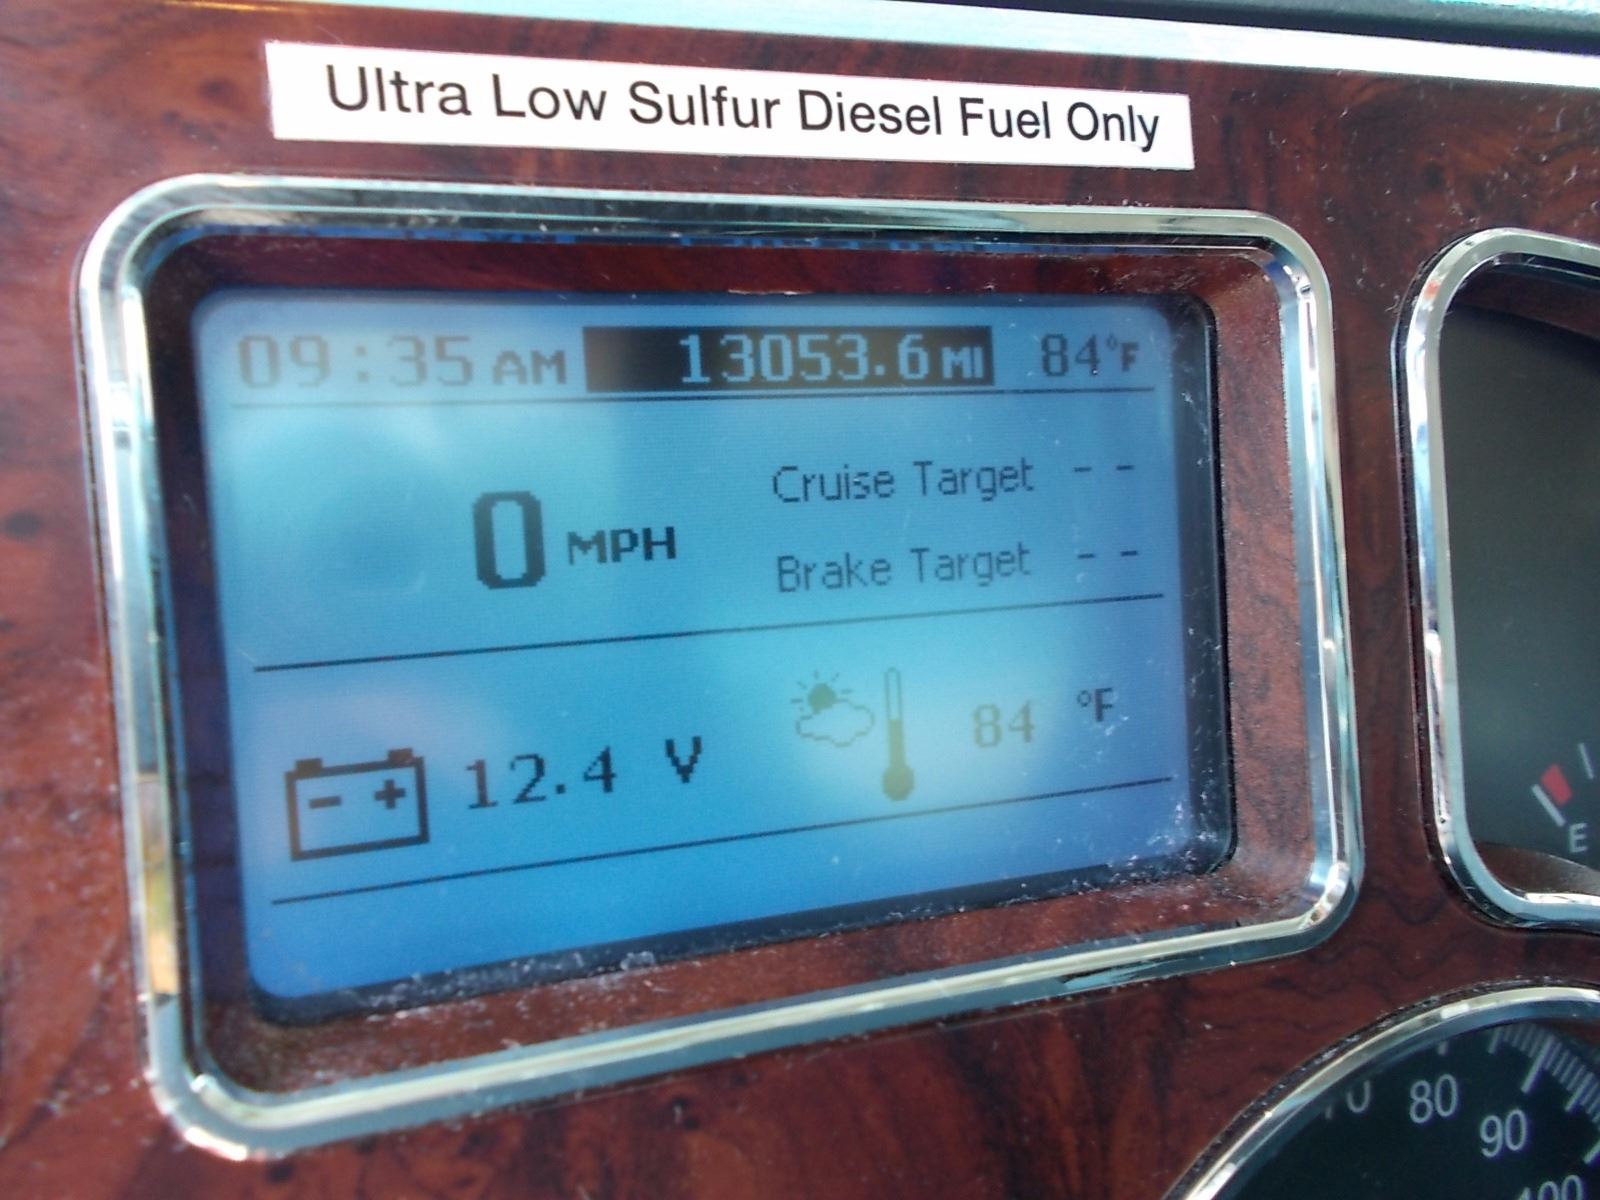 Ultra Low Sulfur Diesel Fuel Only
09:35 AM 13053.6 MI 84°F
Cruise Target --
0 MPH
Brake Target --
- +
12.4 V 84 °F
E
80
90
100